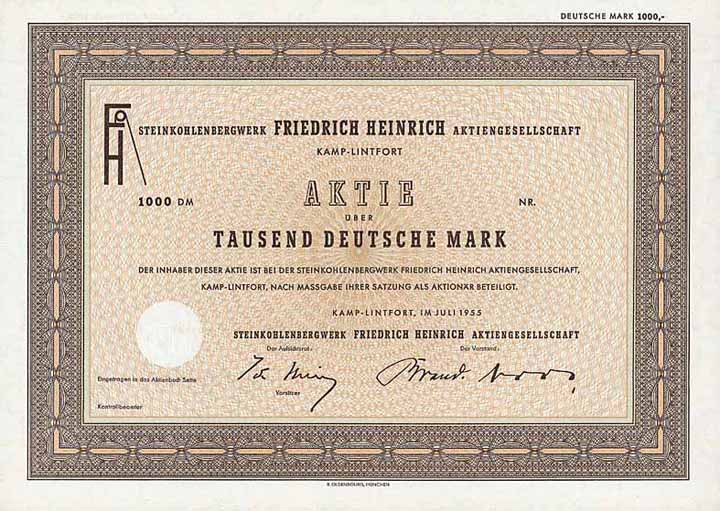 DEUTSCHE MARK 1000,-
FH
STEINKOHLENBERGWERK FRIEDRICH HEINRICH AKTIENGESELLSCHAFT
KAMP-LINTFORT
AKTIE
1000 DM NR.
ÜBER
TAUSEND DEUTSCHE MARK
DER INHABER DIESER AKTIE IST BEI DER STEINKOHLENBERGWERK FRIEDRICH HEINRICH AKTIENGESELLSCHAFT,
KAMP-LINTFORT, NACH MASSGABE IHRER SATZUNG ALS AKTIONÄR BETEILIGT.
KAMP-LINTFORT, IM JULI 1955
STEINKOHLENBERGWERK FRIEDRICH HEINRICH AKTIENGESELLSCHAFT
Der Aufsichtsrat: Der Vorstand:
Eingetragen in das Aktienbuch Seite
Vorsitzer
Kontrollbeamter
R. OLDENBOURG, MÜNCHEN